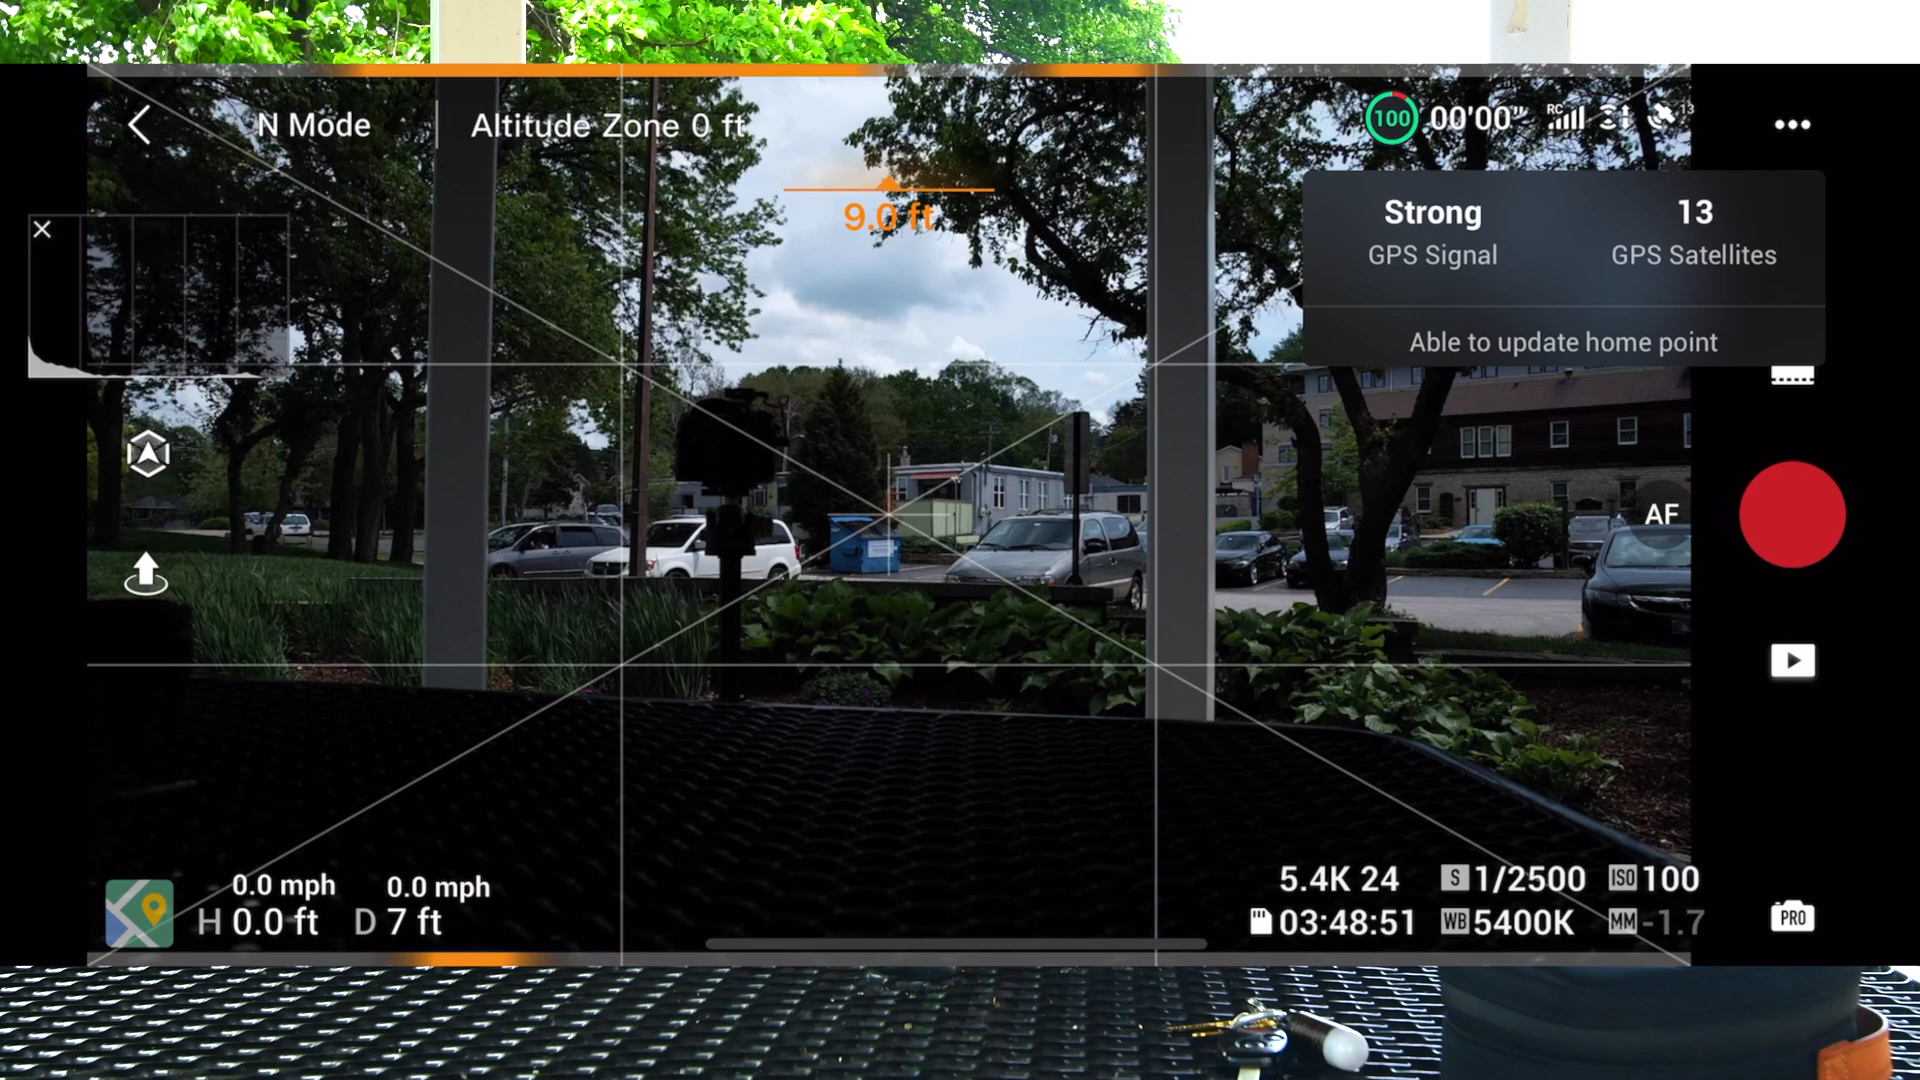 N Mode
Altitude Zone 0 ft
100
00'00"
RC
13
9.0 ft
Strong
13
GPS Signal
GPS Satellites
Able to update home point
AF
0.0 mph
0.0 mph
H 0.0 ft
D 7 ft
5.4K 24
S 1/2500
ISO 100
03:48:51
WB 5400K
MM -1.7
PRO